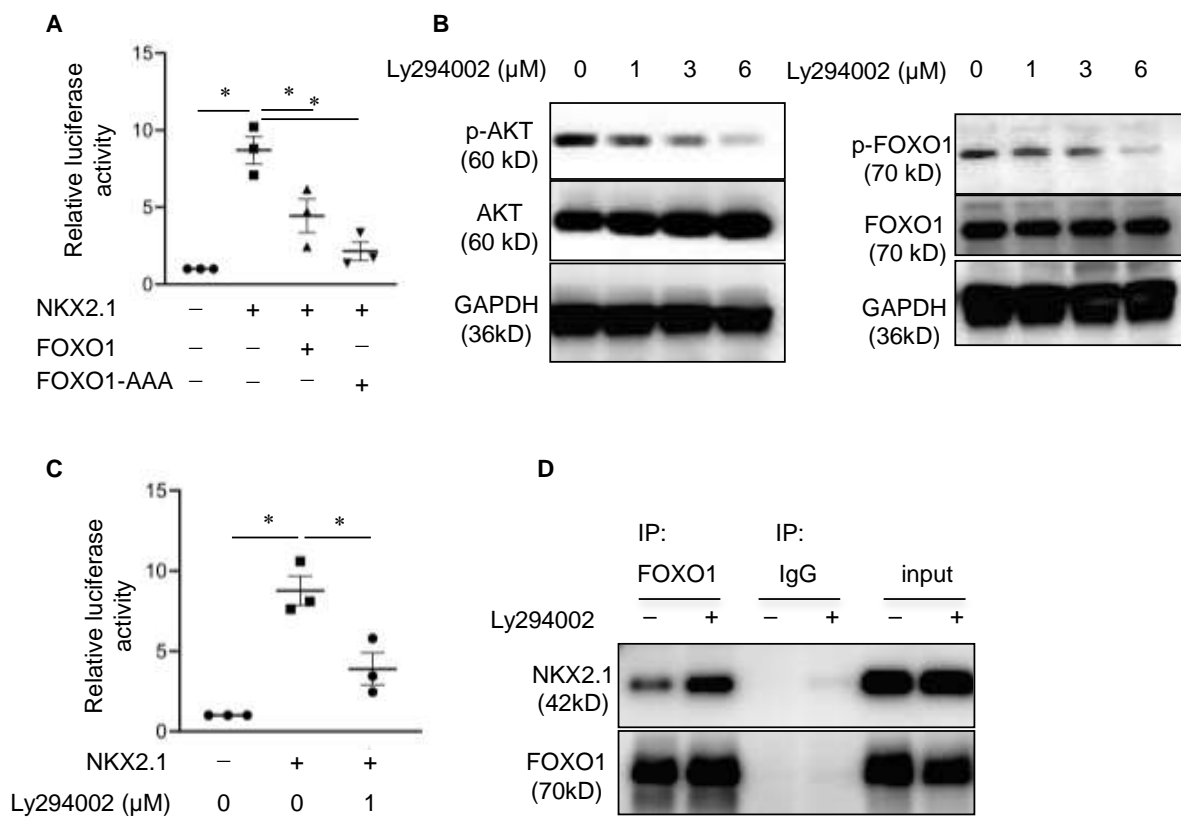 A
Relative luciferase
activity
15
10
5
0
* * *
NKX2.1 – + + +
FOXO1 – – + –
FOXO1-AAA – – – +
B
Ly294002 (μM) 0 1 3 6
p-AKT
(60 kD)
AKT
(60 kD)
GAPDH
(36kD)
Ly294002 (μM) 0 1 3 6
p-FOXO1
(70 kD)
FOXO1
(70 kD)
GAPDH
(36kD)
C
Relative luciferase
activity
15
10
5
0
* *
NKX2.1 – + +
Ly294002 (μM) 0 0 1
D
IP: IP:
FOXO1 IgG input
Ly294002 – + – + – +
NKX2.1
(42kD)
FOXO1
(70kD)